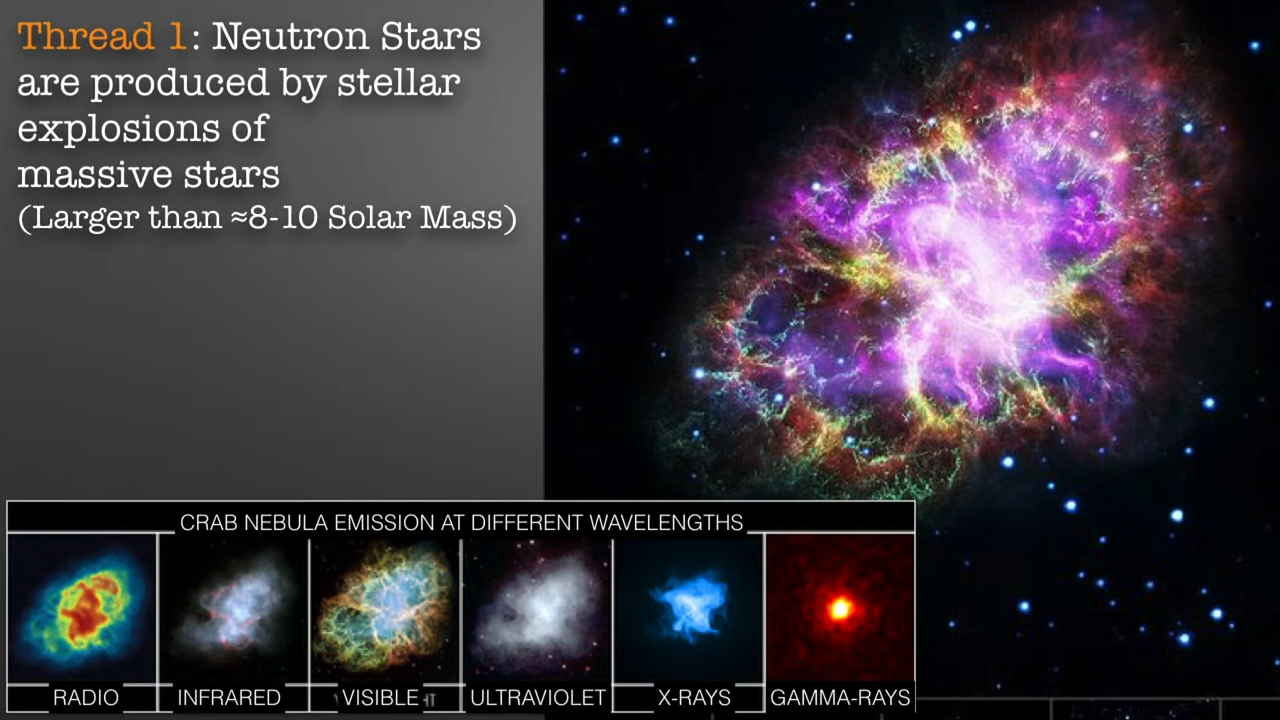 Thread 1: Neutron Stars
are produced by stellar
explosions of
massive stars
(Larger than ≈8-10 Solar Mass)
CRAB NEBULA EMISSION AT DIFFERENT WAVELENGTHS
RADIO INFRARED VISIBLE ULTRAVIOLET X-RAYS GAMMA-RAYS